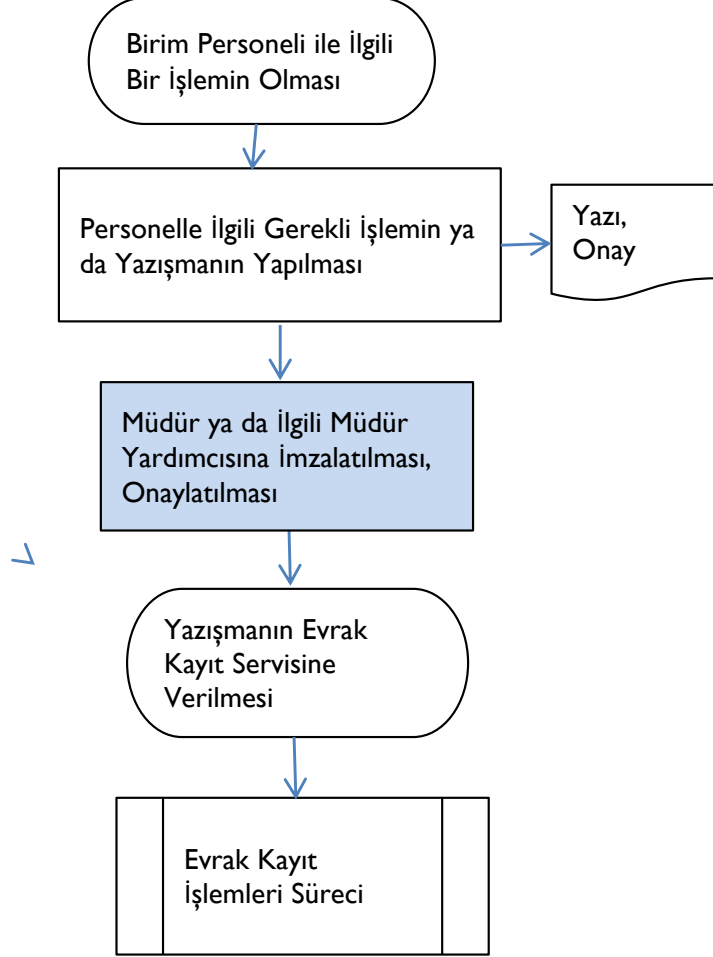 Birim Personeli ile İlgili
Bir İşlemin Olması
Personelle İlgili Gerekli İşlemin ya
da Yazışmanın Yapılması
Yazı,
Onay
Müdür ya da İlgili Müdür
Yardımcısına İmzalatılması,
Onaylatılması
Yazışmanın Evrak
Kayıt Servisine
Verilmesi
Evrak Kayıt
İşlemleri Süreci